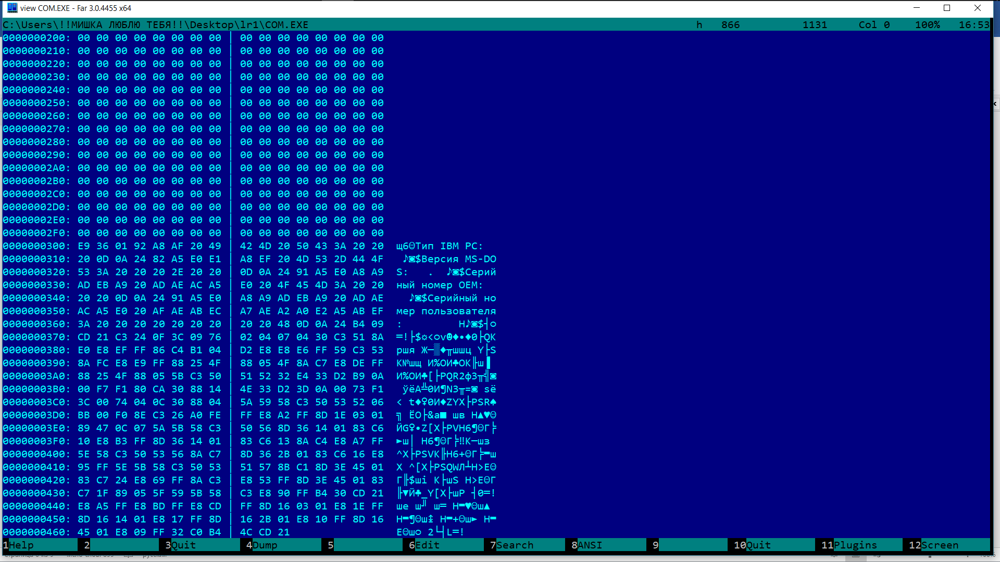 view COM.EXE - Far 3.0.4455 x64
C:\Users\!!МИШКА ЛЮБЛЮ ТЕБЯ!!\Desktop\lr1\COM.EXE h 866 1131 Col 0 100% 16:53
0000000200: 00 00 00 00 00 00 00 00 | 00 00 00 00 00 00 00 00
0000000210: 00 00 00 00 00 00 00 00 | 00 00 00 00 00 00 00 00
0000000220: 00 00 00 00 00 00 00 00 | 00 00 00 00 00 00 00 00
0000000230: 00 00 00 00 00 00 00 00 | 00 00 00 00 00 00 00 00
0000000240: 00 00 00 00 00 00 00 00 | 00 00 00 00 00 00 00 00
0000000250: 00 00 00 00 00 00 00 00 | 00 00 00 00 00 00 00 00
0000000260: 00 00 00 00 00 00 00 00 | 00 00 00 00 00 00 00 00
0000000270: 00 00 00 00 00 00 00 00 | 00 00 00 00 00 00 00 00
0000000280: 00 00 00 00 00 00 00 00 | 00 00 00 00 00 00 00 00
0000000290: 00 00 00 00 00 00 00 00 | 00 00 00 00 00 00 00 00
00000002A0: 00 00 00 00 00 00 00 00 | 00 00 00 00 00 00 00 00
00000002B0: 00 00 00 00 00 00 00 00 | 00 00 00 00 00 00 00 00
00000002C0: 00 00 00 00 00 00 00 00 | 00 00 00 00 00 00 00 00
00000002D0: 00 00 00 00 00 00 00 00 | 00 00 00 00 00 00 00 00
00000002E0: 00 00 00 00 00 00 00 00 | 00 00 00 00 00 00 00 00
00000002F0: 00 00 00 00 00 00 00 00 | 00 00 00 00 00 00 00 00
0000000300: E9 36 01 92 A8 AF 20 49 | 42 4D 20 50 43 3A 20 20 щ6☺Тип IBM PC:
0000000310: 20 0D 0A 24 82 A5 E0 E1 | A8 EF 20 4D 53 2D 44 4F ♪◙$Версия MS-DO
0000000320: 53 3A 20 20 20 2E 20 20 | 0D 0A 24 91 A5 E0 A8 A9 S:   .  ♪◙$Серий
0000000330: AD EB A9 20 AD AE AC A5 | E0 20 4F 45 4D 3A 20 20 ный номер OEM:
0000000340: 20 20 0D 0A 24 91 A5 E0 | A8 A9 AD EB A9 20 AD AE ♪◙$Серийный но
0000000350: AC A5 E0 20 AF AE AB EC | A7 AE A2 A0 E2 A5 AB EF мер пользователя
0000000360: 3A 20 20 20 20 20 20 20 | 20 20 48 0D 0A 24 B4 09 :         H♪◙$┤○
0000000370: CD 21 C3 24 0F 3C 09 76 | 02 04 07 04 30 C3 51 8A ═!├$☼<○v☻♦•♦0├QК
0000000380: E0 E8 EF FF 86 C4 B1 04 | D2 E8 E8 E6 FF 59 C3 53 ршя Ж─▒♦╥шшц Y├S
0000000390: 8A FC E8 E9 FF 88 25 4F | 88 05 4F 8A C7 E8 DE FF К№шщ И%OИ♣OК╟ш▐
00000003A0: 88 25 4F 88 05 5B C3 50 | 51 52 32 E4 33 D2 B9 0A И%OИ♣[├PQR2ф3╥╣◙
00000003B0: 00 F7 F1 80 CA 30 88 14 | 4E 33 D2 3D 0A 00 73 F1 ўёА╩0И¶N3╥=◙ sё
00000003C0: 3C 00 74 04 0C 30 88 04 | 5A 59 58 C3 50 53 52 06 < t♦♀0И♦ZYX├PSR♠
00000003D0: BB 00 F0 8E C3 26 A0 FE | FF E8 A2 FF 8D 1E 03 01 ╗ ЁО├&а■ шв Н▲♥☺
00000003E0: 89 47 0C 07 5A 5B 58 C3 | 50 56 8D 36 14 01 83 C6 ЙG♀•Z[X├PVН6¶☺Г╞
00000003F0: 10 E8 B3 FF 8D 36 14 01 | 83 C6 13 8A C4 E8 A7 FF ►ш│ Н6¶☺Г╞‼К─шз
0000000400: 5E 58 C3 50 53 56 8A C7 | 8D 36 2B 01 83 C6 16 E8 ^X├PSVК╟Н6+☺Г╞▬ш
0000000410: 95 FF 5E 5B 58 C3 50 53 | 51 57 8B C1 8D 3E 45 01 Х ^[X├PSQWЛ┴Н>E☺
0000000420: 83 C7 24 E8 69 FF 8A C3 | E8 53 FF 8D 3E 45 01 83 Г╟$шi К├шS Н>E☺Г
0000000430: C7 1F 89 05 5F 59 5B 58 | C3 E8 90 FF B4 30 CD 21 ╟▼Й♣_Y[X├шР ┤0═!
0000000440: E8 A5 FF E8 BD FF E8 CD | FF 8D 16 03 01 E8 1E FF ше ш╜ ш═ Н▬♥☺ш▲
0000000450: 8D 16 14 01 E8 17 FF 8D | 16 2B 01 E8 10 FF 8D 16 Н▬¶☺ш↨ Н▬+☺ш► Н▬
0000000460: 45 01 E8 09 FF 32 C0 B4 | 4C CD 21 E☺ш○ 2└┤L═!
1Help 2 3Quit 4Dump 5 6Edit 7Search 8ANSI 9 10Quit 11Plugins 12Screen